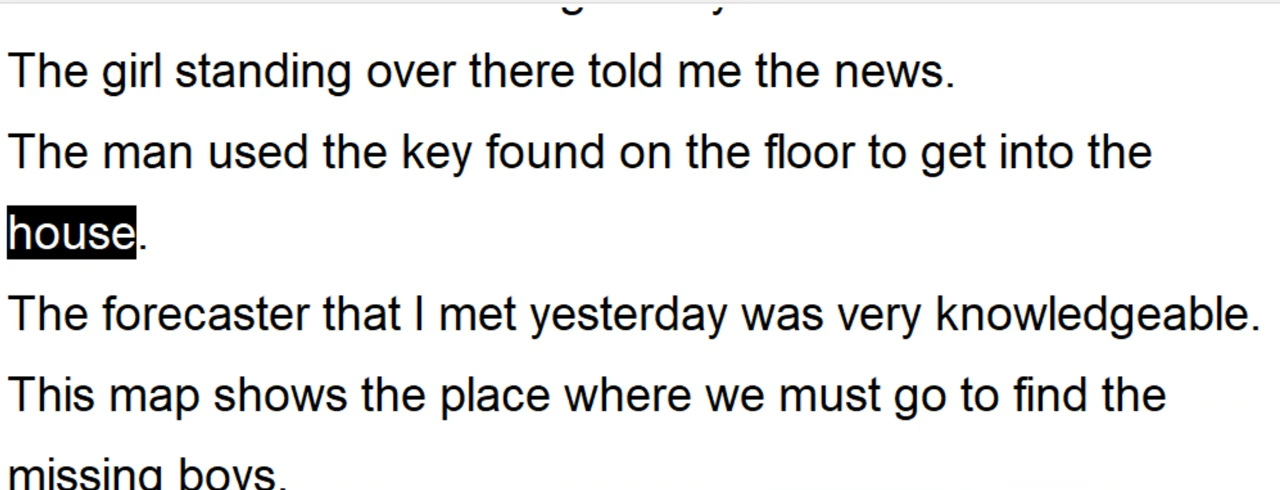 The girl standing over there told me the news.
The man used the key found on the floor to get into the
house.
The forecaster that I met yesterday was very knowledgeable.
This map shows the place where we must go to find the
missing boys.